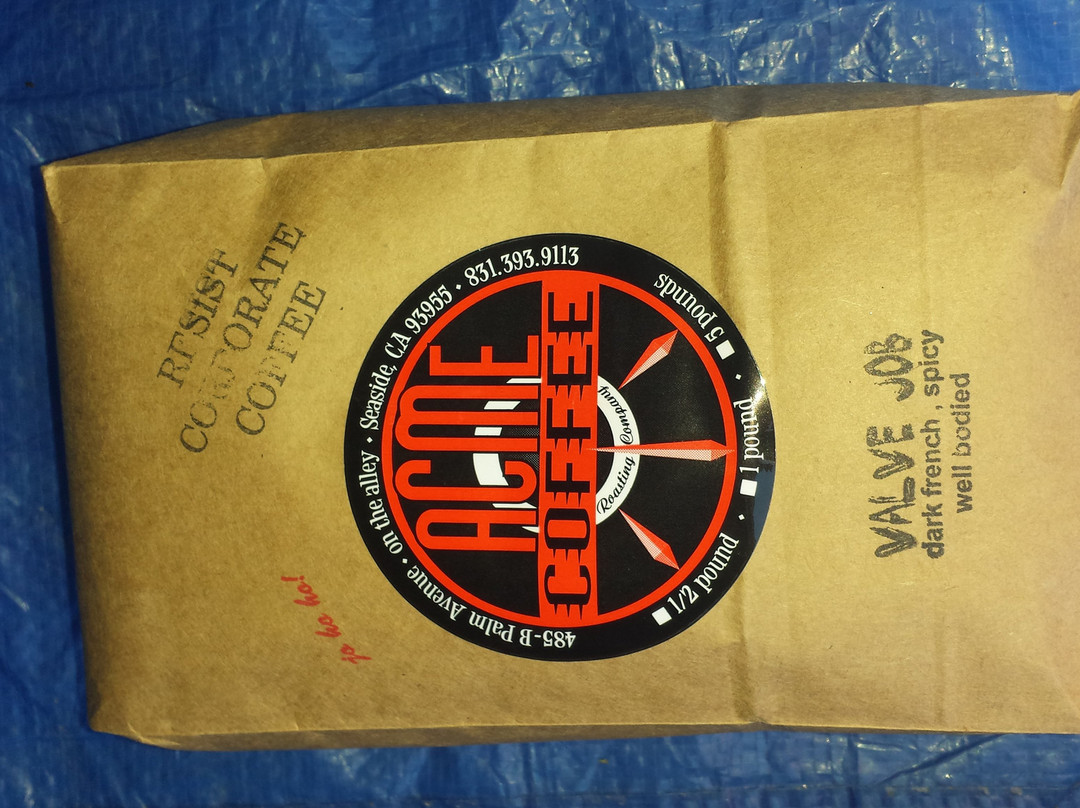 RESIST
CORPORATE
COFFEE
ho ho ho!
485-B Palm Avenue • on the alley • Seaside, CA 93955 • 831.393.9113
ACME
COFFEE
Roasting Company
1/2 pound • 1 pound • 5 pounds
VALVE JOB
dark french, spicy
well bodied